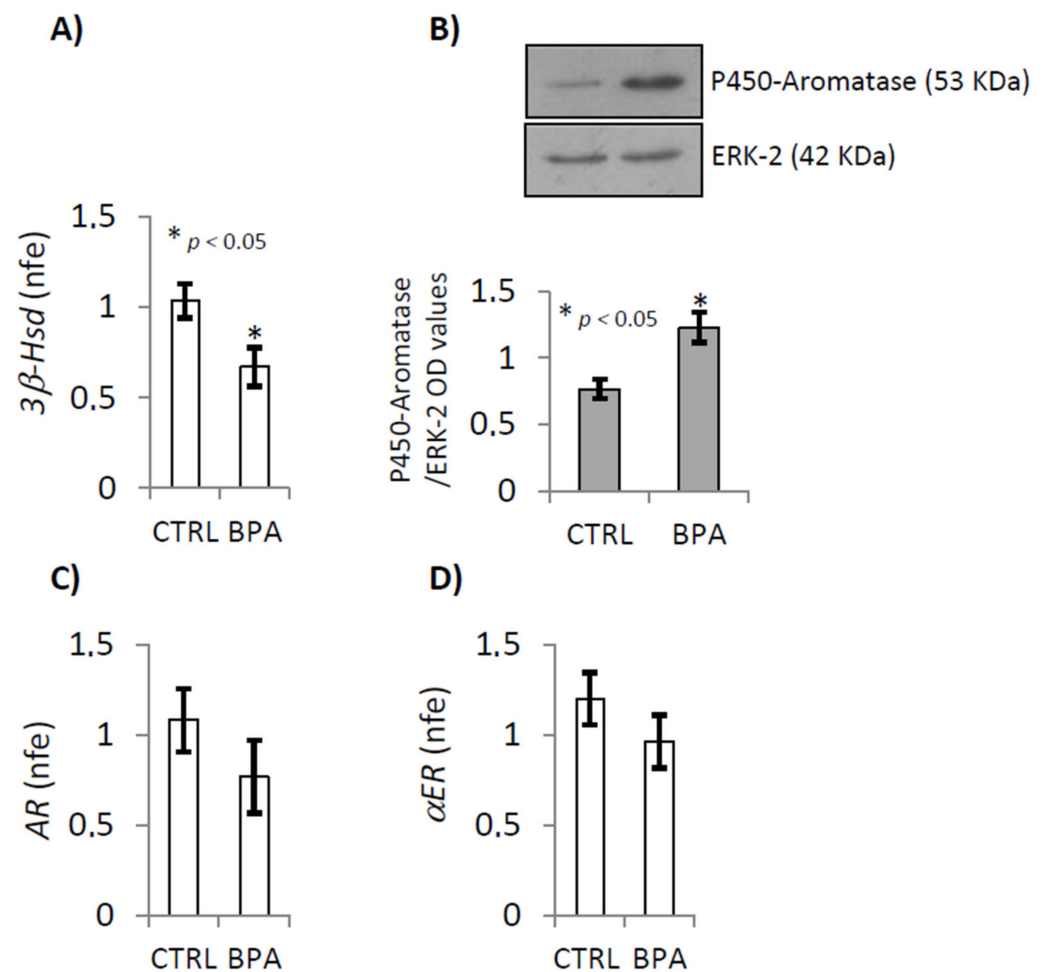 A)
1,5
1
0,5
0
3β-Hsd (nfe)
* p < 0.05
*
CTRL BPA
B)
P450-Aromatase (53 KDa)
ERK-2 (42 KDa)
P450-Aromatase
/ERK-2 OD values
1,5
1
0,5
0
* p < 0.05
*
CTRL BPA
C)
1,5
1
0,5
0
AR (nfe)
CTRL BPA
D)
1,5
1
0,5
0
αER (nfe)
CTRL BPA